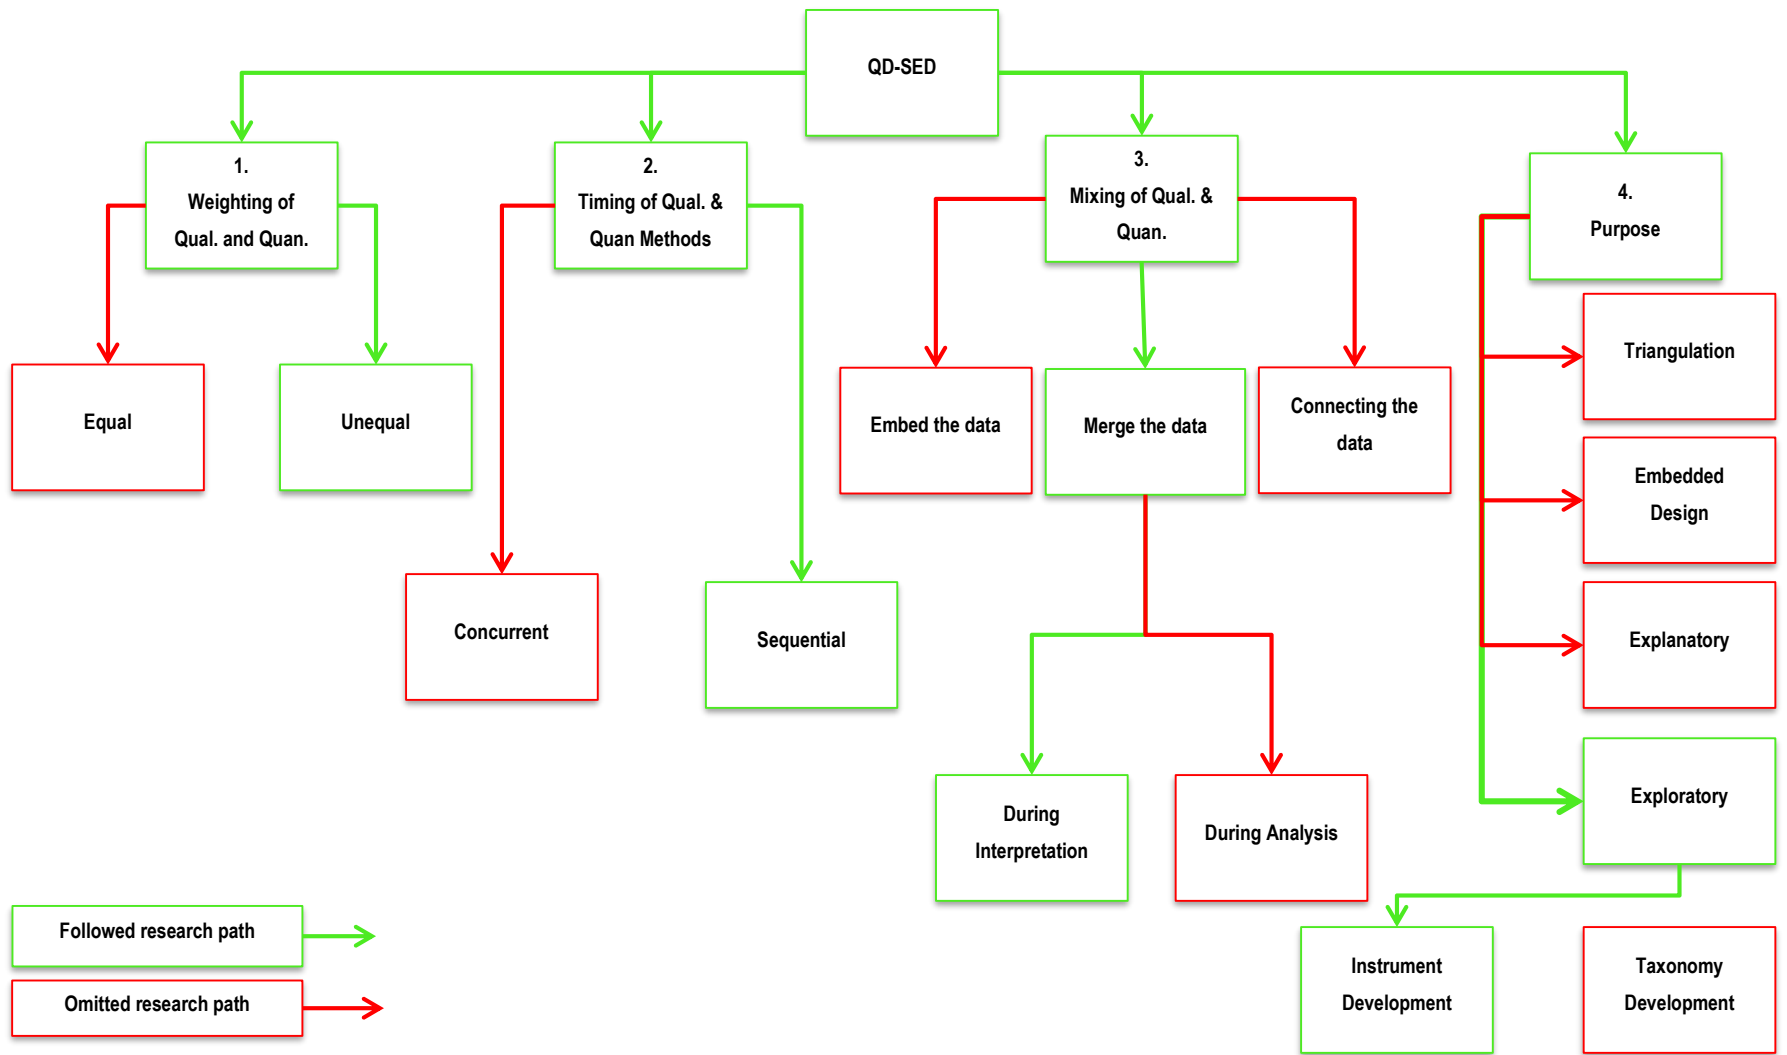 QD-SED
1.
Weighting of
Qual. and Quan.
2.
Timing of Qual. &
Quan Methods
3.
Mixing of Qual. &
Quan.
4.
Purpose
Equal
Unequal
Concurrent
Sequential
Embed the data
Merge the data
Connecting the
data
During
Interpretation
During Analysis
Triangulation
Embedded
Design
Explanatory
Exploratory
Instrument
Development
Taxonomy
Development
Followed research path
Omitted research path